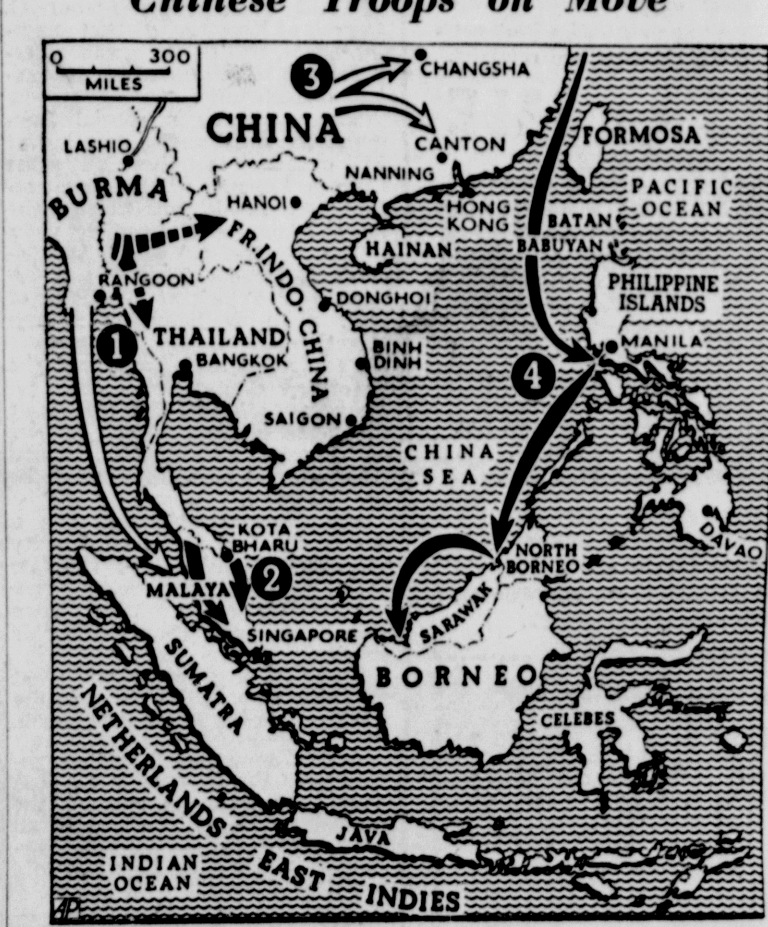 Chinese Troops on Move
0 300
MILES
3
CHANGSHA
CHINA
CANTON
LASHIO
FORMOSA
BURMA
NANNING
PACIFIC
OCEAN
HANOI
HONG
KONG
BATAN
FR. INDO-CHINA
HAINAN
BABUYAN
RANGOON
PHILIPPINE
ISLANDS
DONGHOI
1
THAILAND
BANGKOK
BINH
DINH
MANILA
4
SAIGON
CHINA
SEA
KOTA
BHARU
DAVAO
2
MALAYA
NORTH
BORNEO
SINGAPORE
SARAWAK
SUMATRA
BORNEO
CELEBES
NETHERLANDS
EAST
INDIES
JAVA
INDIAN
OCEAN
AP